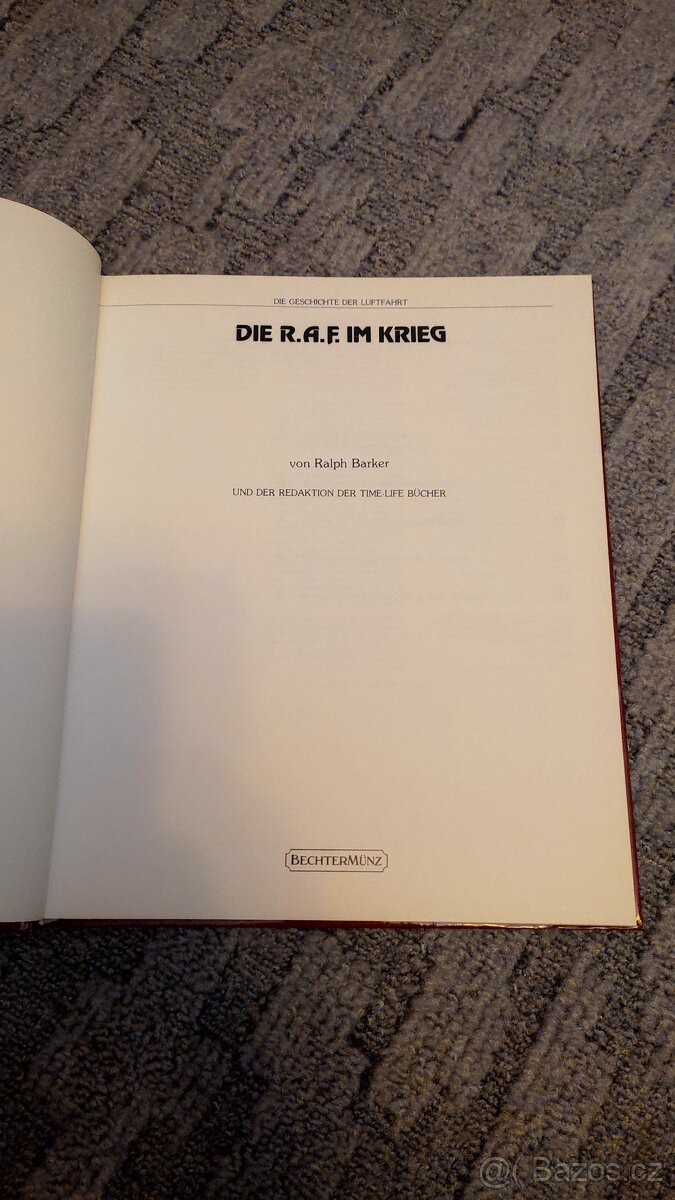 DIE GESCHICHTE DER LUFTFAHRT
DIE R.A.F. IM KRIEG
von Ralph Barker
UND DER REDAKTION DER TIME-LIFE BÜCHER
BECHTERMÜNZ
@( Bazos.cz